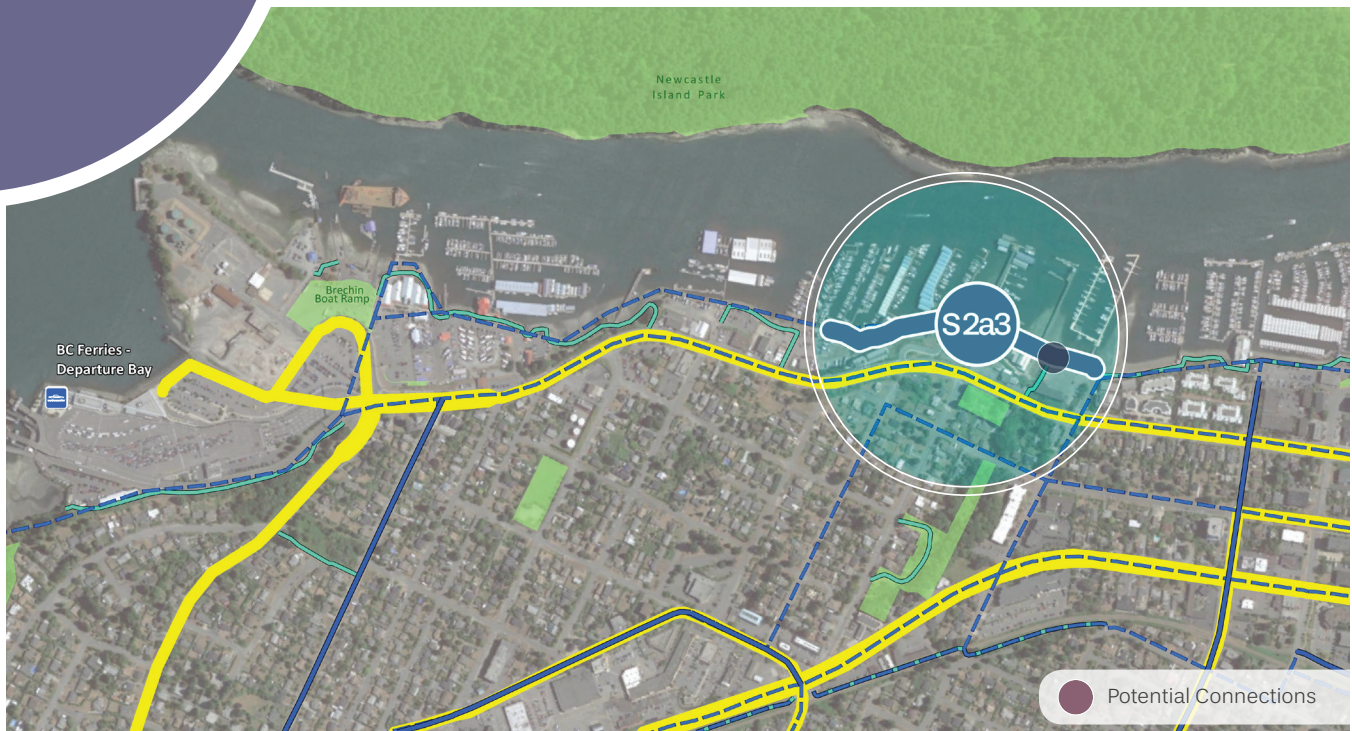 Newcastle
Island Park
Brechin
Boat Ramp
S2a3
BC Ferries -
Departure Bay
Potential Connections